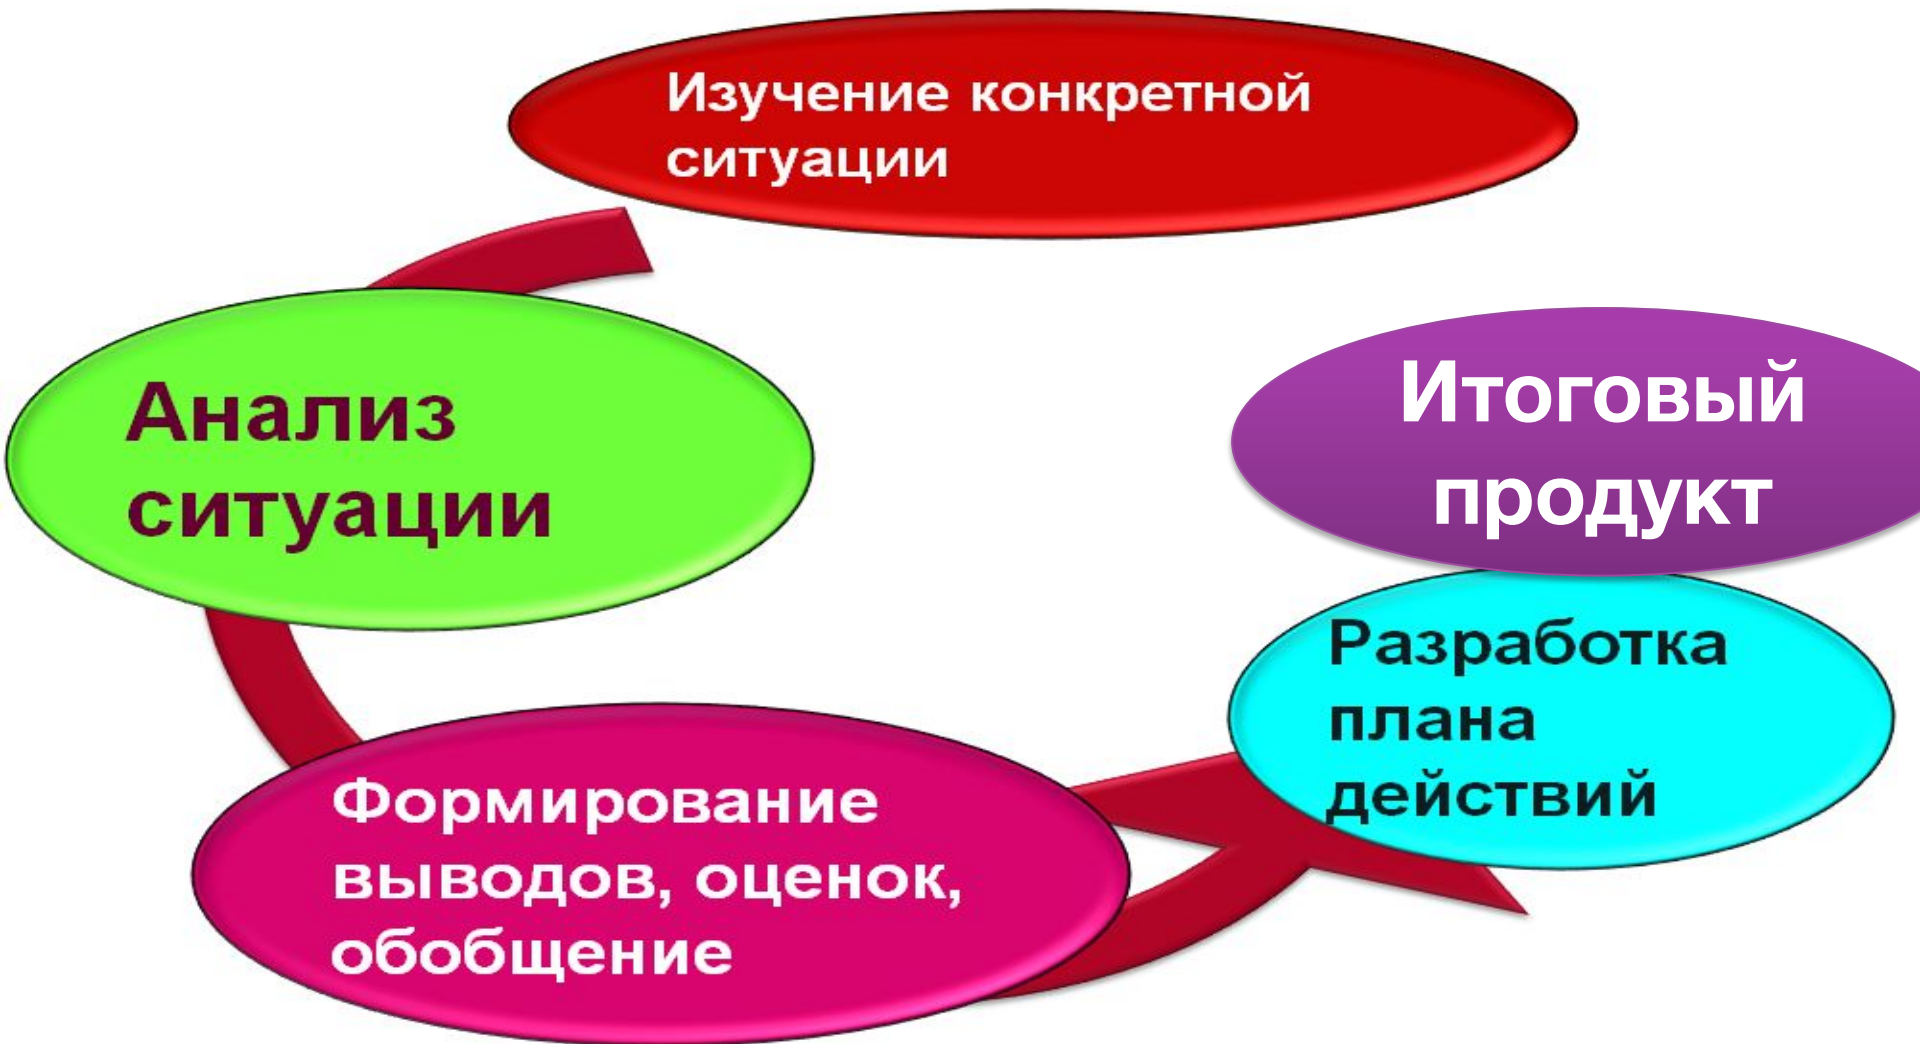 Изучение конкретной
ситуации
Анализ
ситуации
Формирование
выводов, оценок,
обобщение
Разработка
плана
действий
Итоговый
продукт